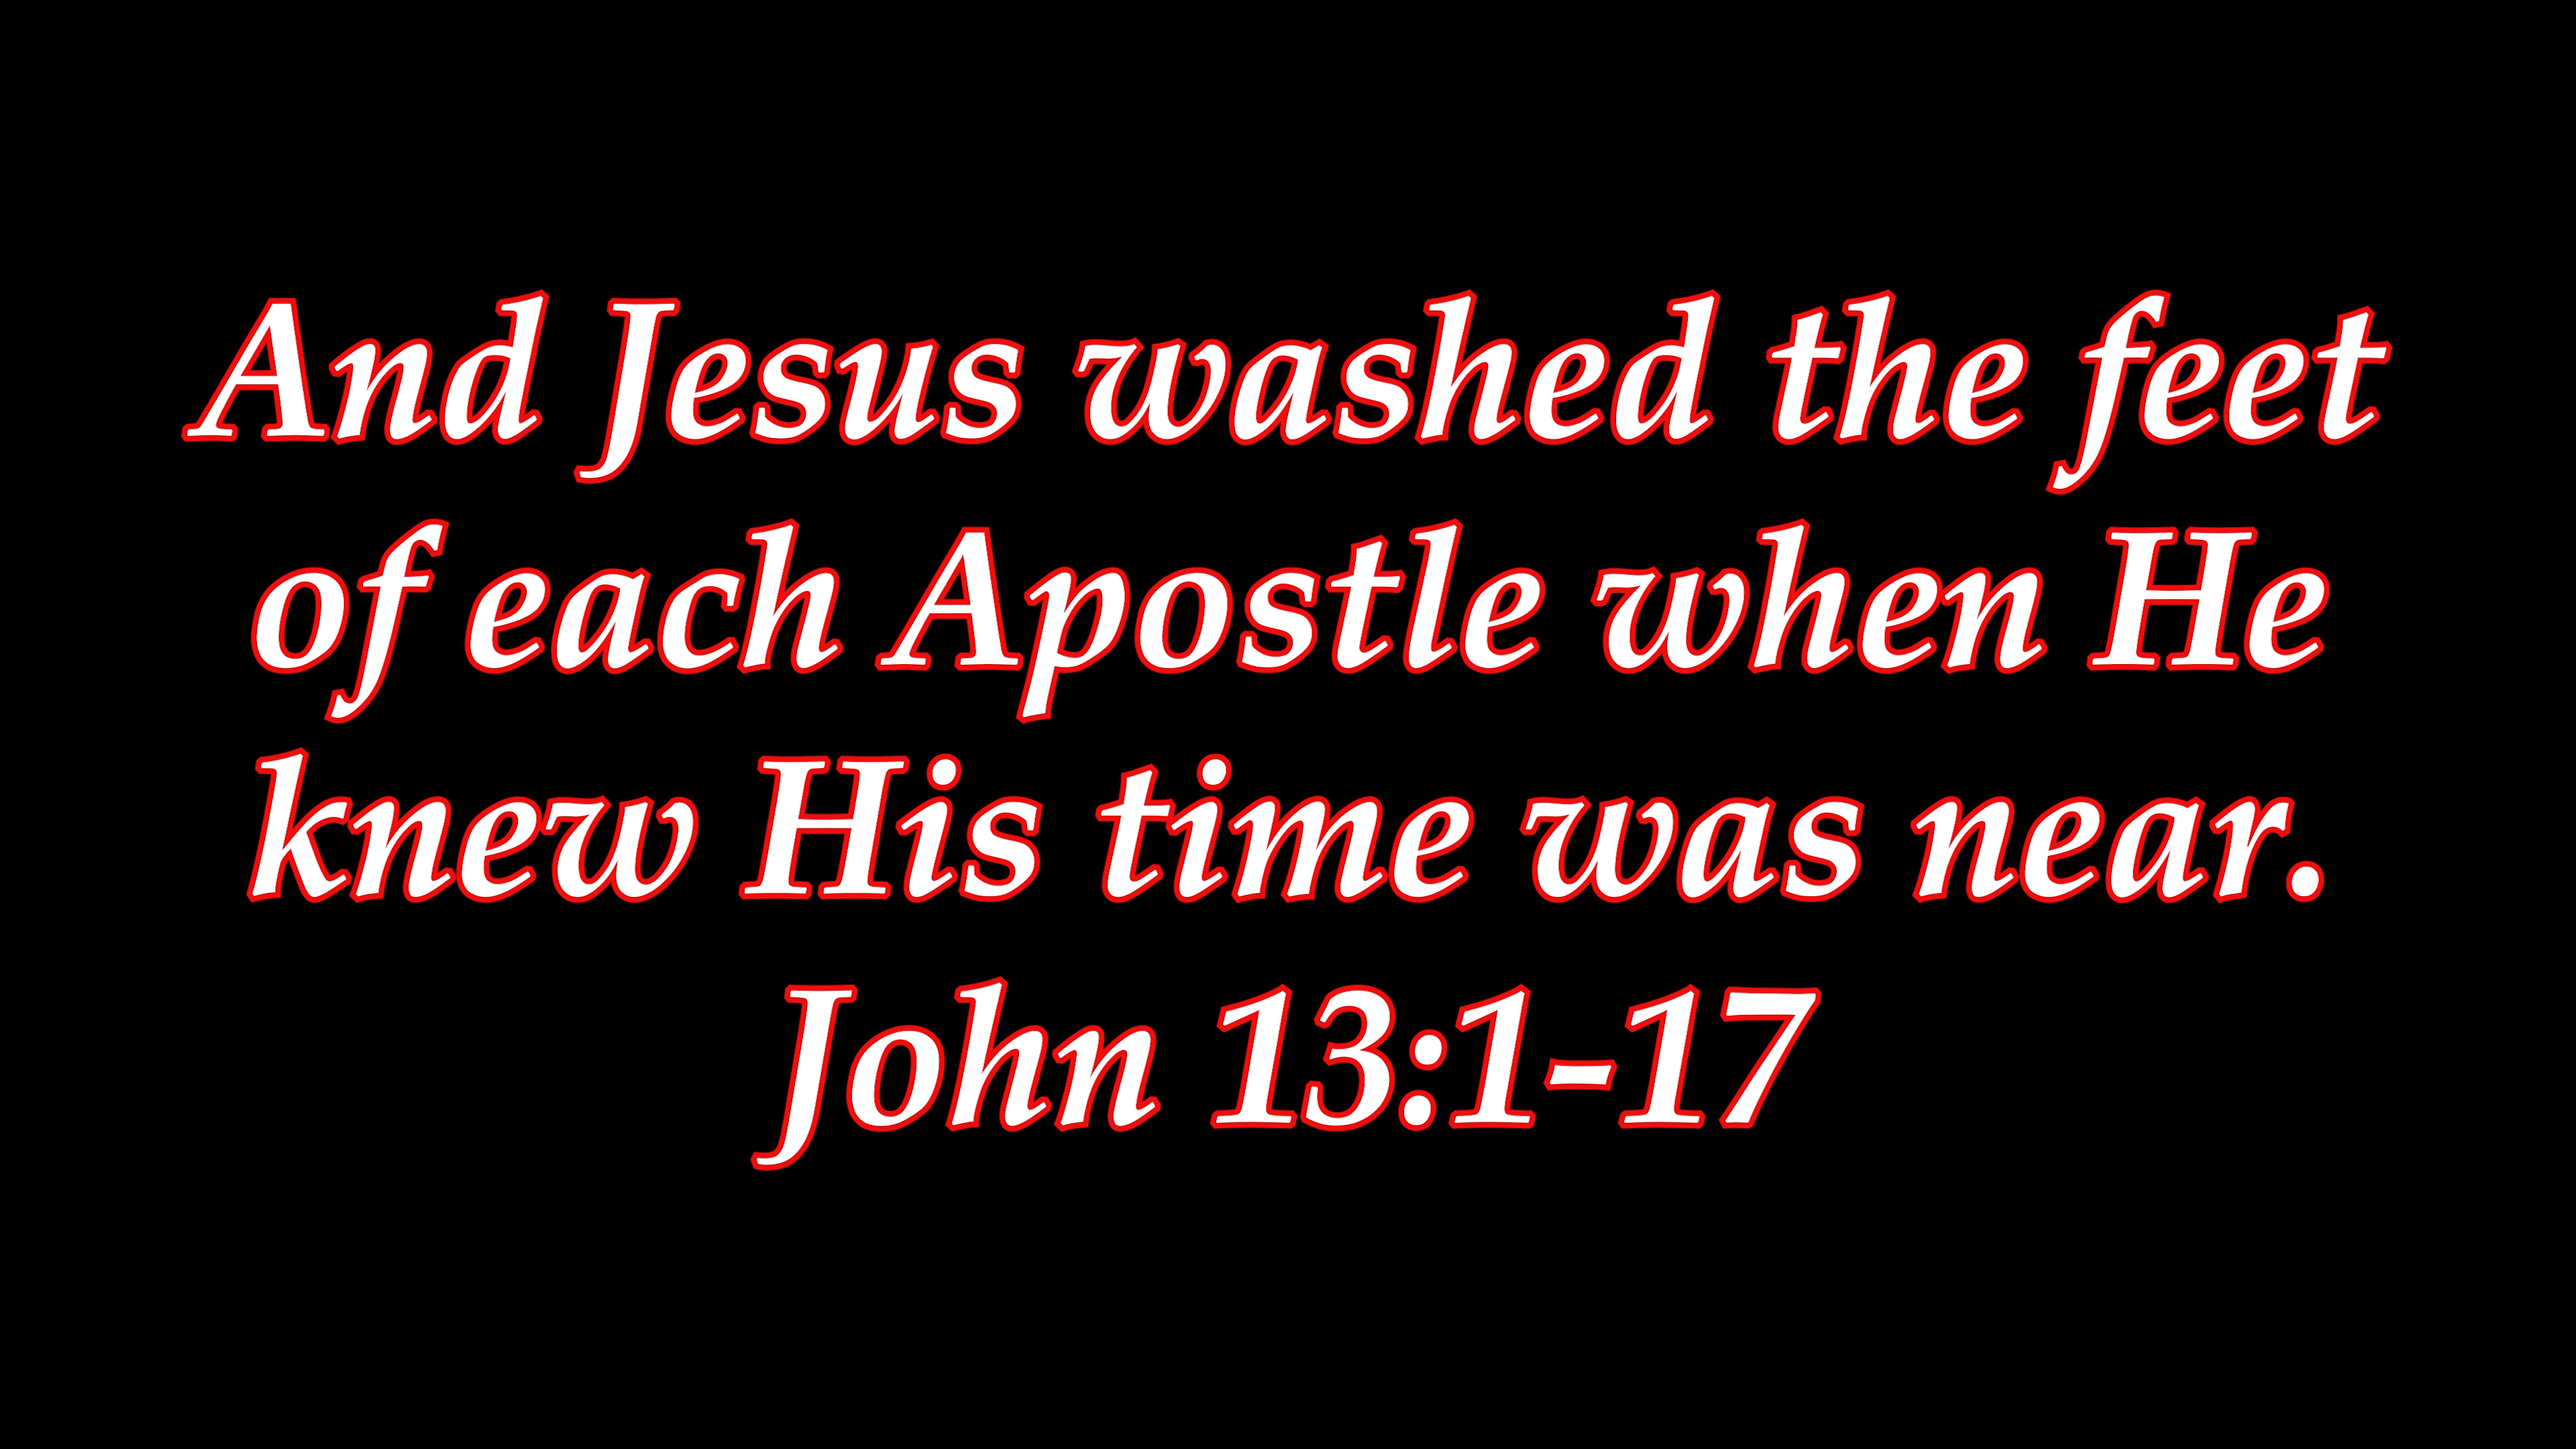 And Jesus washed the feet
of each Apostle when He
knew His time was near.
John 13:1-17